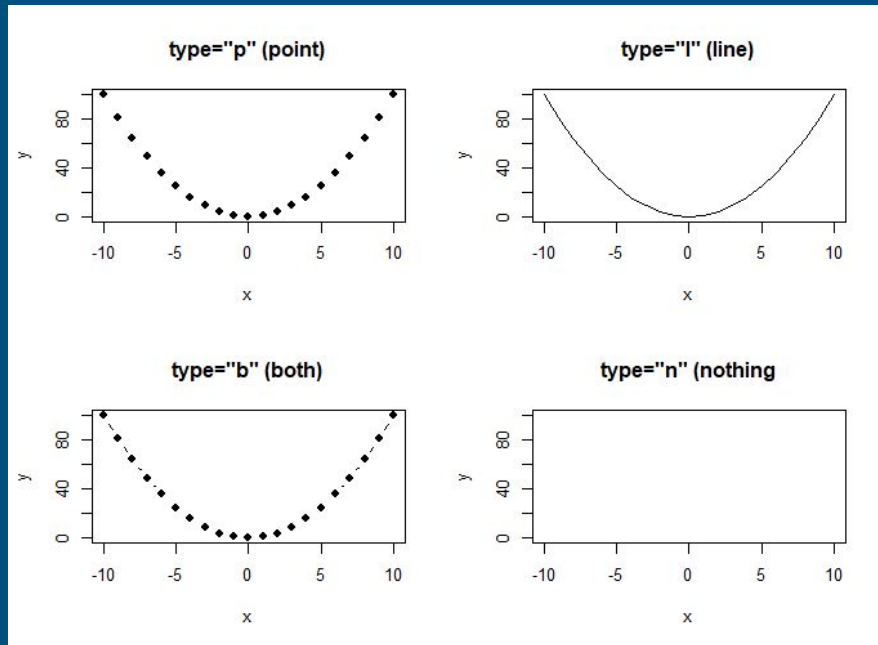 type="p" (point)
y
0 40 80
-10 -5 0 5 10
x
type="l" (line)
y
0 40 80
-10 -5 0 5 10
x
type="b" (both)
y
0 40 80
-10 -5 0 5 10
x
type="n" (nothing
y
0 40 80
-10 -5 0 5 10
x